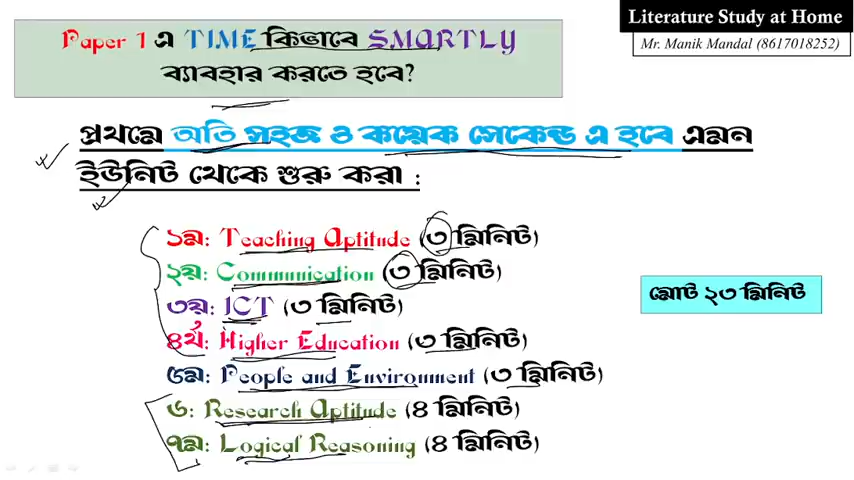 Literature Study at Home
Mr. Manik Mandal (8617018252)
Paper 1 এ TIME কিভাবে SMARTLY
ব্যাবহার করতে হবে?
প্রথমে অতি সহজ ও কয়েক সেকেন্ড এ হবে এমন
ইউনিট থেকে শুরু করা :
১ম: Teaching Aptitude (৩ মিনিট)
২য়: Communication (৩ মিনিট)
৩য়: ICT (৩ মিনিট)
৪র্থ: Higher Education (৩ মিনিট)
৫ম: People and Environment (৩ মিনিট)
৬: Research Aptitude (৪ মিনিট)
৭ম: Logical Reasoning (৪ মিনিট)
মোট ২৩ মিনিট